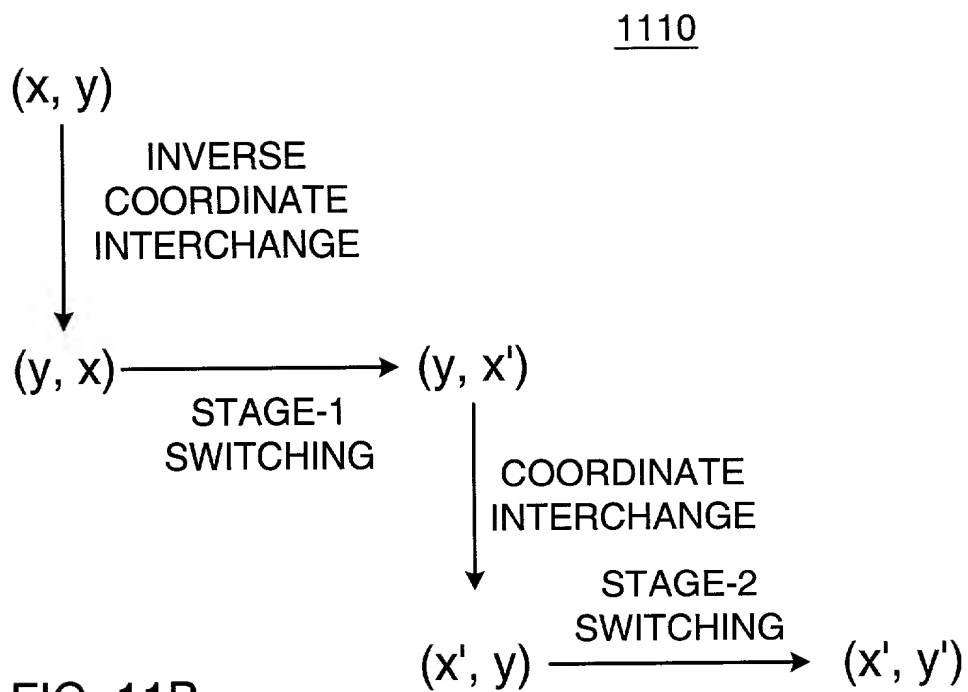 1110
(x, y)
INVERSE
COORDINATE
INTERCHANGE
(y, x)
(y, x')
STAGE-1
SWITCHING
COORDINATE
INTERCHANGE
STAGE-2
SWITCHING
(x', y)
(x', y')
FIG. 11B